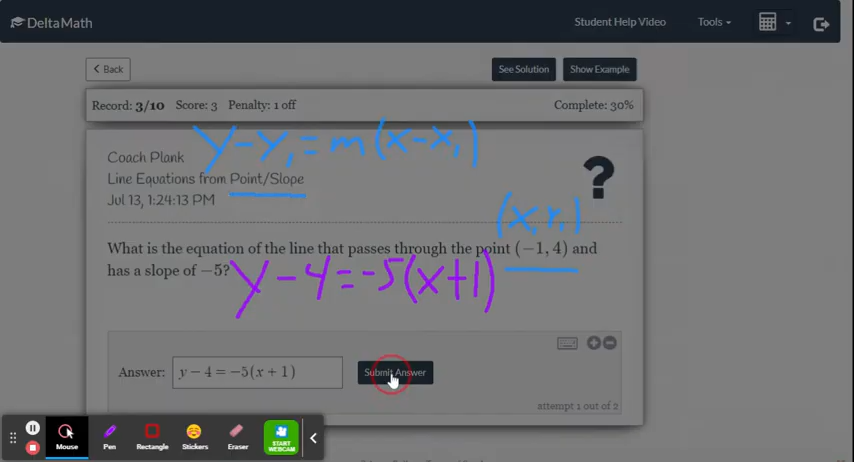 DeltaMath
Student Help Video
Tools
Back
See Solution
Show Example
Record: 3/10 Score: 3 Penalty: 1 off
Complete: 30%
y - y₁ = m(x - x₁)
Coach Plank
Line Equations from Point/Slope
Jul 13, 1:24:13 PM
?
(x₁ y₁)
What is the equation of the line that passes through the point (−1, 4) and
has a slope of −5?
y - 4 = -5(x + 1)
Answer: y − 4 = −5(x + 1)
Submit Answer
attempt 1 out of 2
Mouse
Pen
Rectangle
Stickers
Eraser
START
WEBCAM